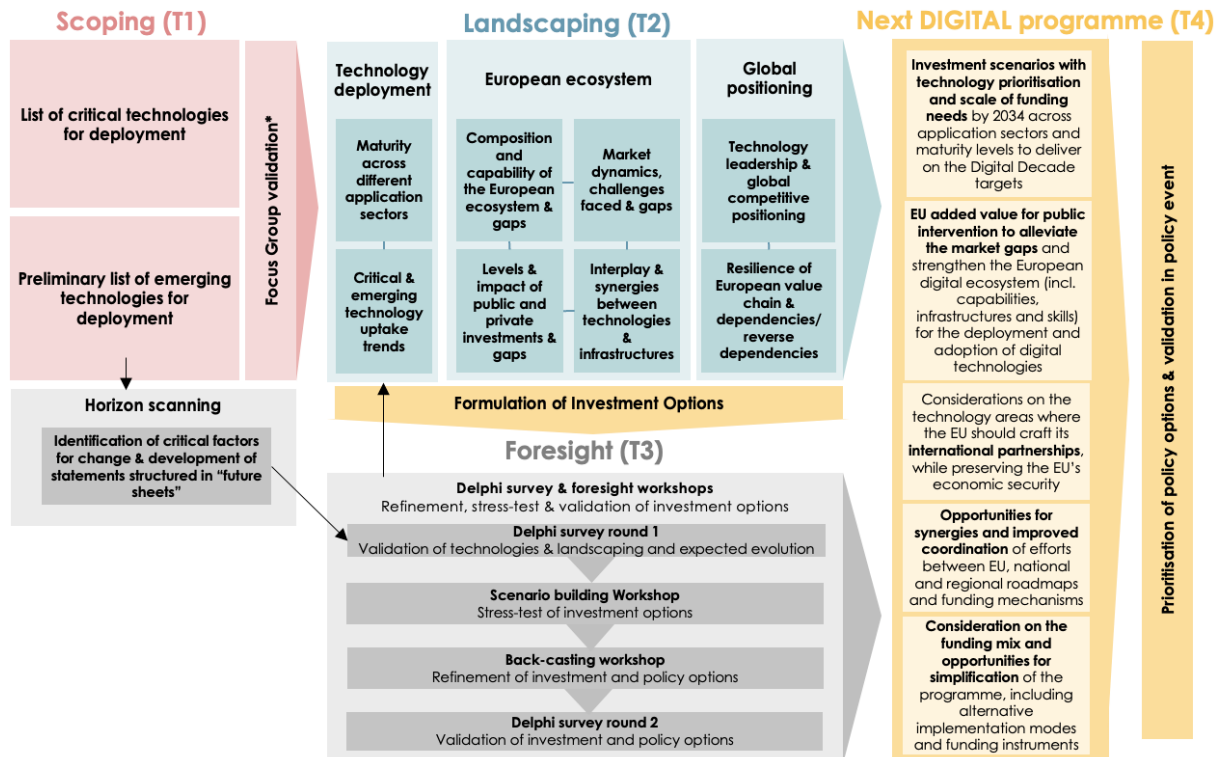 Scoping (T1)
List of critical technologies
for deployment
Preliminary list of emerging
technologies for
deployment
Focus Group validation*
Horizon scanning
Identification of critical factors
for change & development of
statements structured in “future
sheets”
Landscaping (T2)
Technology
deployment
Maturity
across
different
application
sectors
Critical &
emerging
technology
uptake
trends
European ecosystem
Composition
and
capability of
the European
ecosystem &
gaps
Market
dynamics,
challenges
faced & gaps
Levels &
impact of
public and
private
investments &
gaps
Interplay &
synergies
between
technologies
&
infrastructures
Global
positioning
Technology
leadership &
global
competitive
positioning
Resilience of
European value
chain &
dependencies/
reverse
dependencies
Formulation of Investment Options
Foresight (T3)
Delphi survey & foresight workshops
Refinement, stress-test & validation of investment options
Delphi survey round 1
Validation of technologies & landscaping and expected evolution
Scenario building Workshop
Stress-test of investment options
Back-casting workshop
Refinement of investment and policy options
Delphi survey round 2
Validation of investment and policy options
Next DIGITAL programme (T4)
Investment scenarios with
technology prioritisation
and scale of funding
needs by 2034 across
application sectors and
maturity levels to deliver
on the Digital Decade
targets
EU added value for public
intervention to alleviate
the market gaps and
strengthen the European
digital ecosystem (incl.
capabilities,
infrastructures and skills)
for the deployment and
adoption of digital
technologies
Considerations on the
technology areas where
the EU should craft its
international partnerships,
while preserving the EU’s
economic security
Opportunities for
synergies and improved
coordination of efforts
between EU, national
and regional roadmaps
and funding mechanisms
Consideration on the
funding mix and
opportunities for
simplification of the
programme, including
alternative
implementation modes
and funding instruments
Prioritisation of policy options & validation in policy event